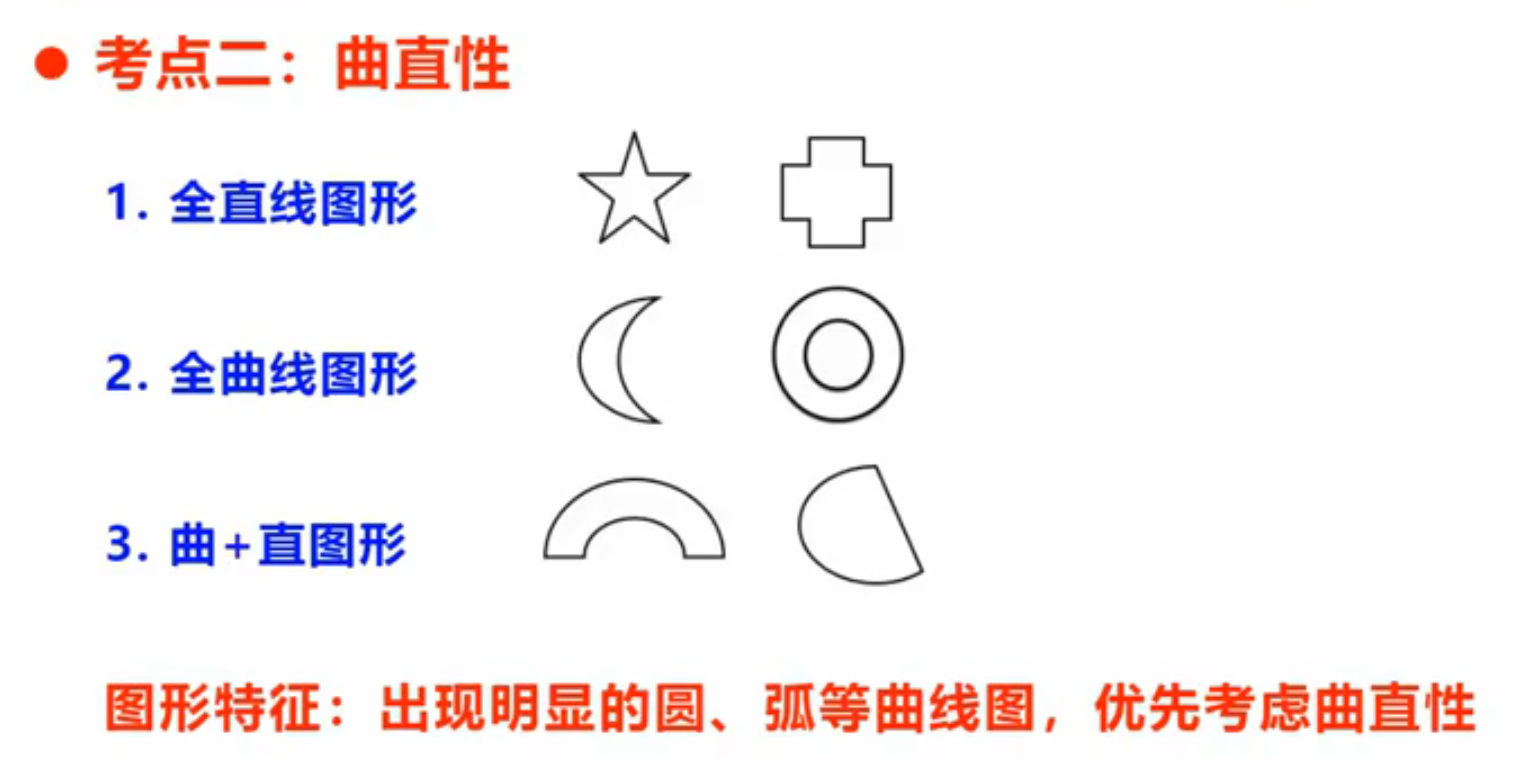 ● 考点二：曲直性
1. 全直线图形
2. 全曲线图形
3. 曲+直图形
图形特征：出现明显的圆、弧等曲线图，优先考虑曲直性